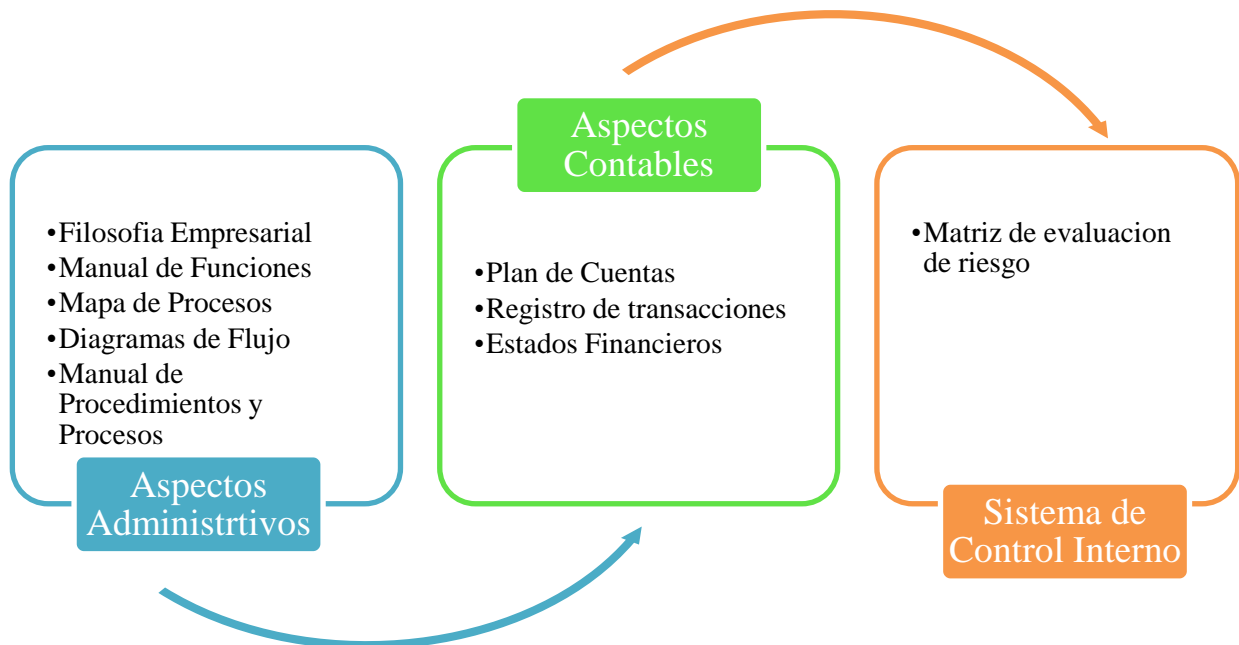 •Filosofia Empresarial
•Manual de Funciones
•Mapa de Procesos
•Diagramas de Flujo
•Manual de
Procedimientos y
Procesos
Aspectos
Administrtivos
Aspectos
Contables
•Plan de Cuentas
•Registro de transacciones
•Estados Financieros
•Matriz de evaluacion
de riesgo
Sistema de
Control Interno